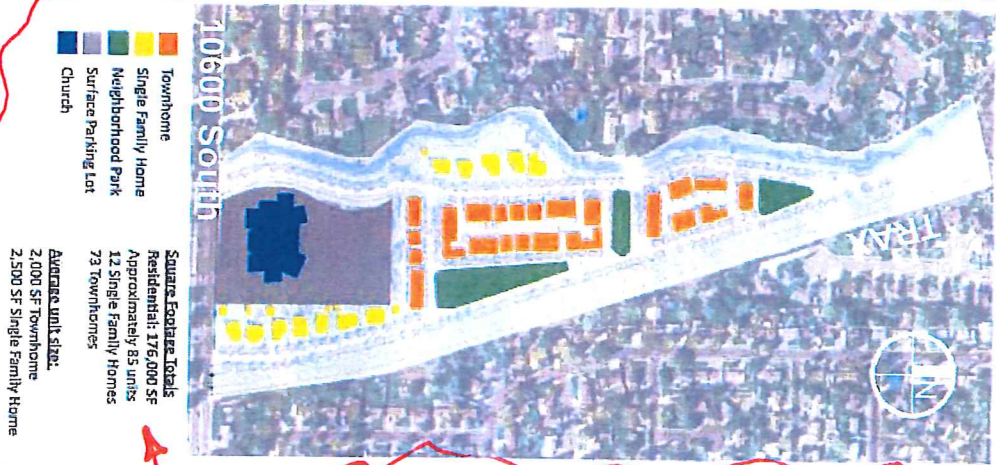 10600 South
TRAX
N
Townhome
Single Family Home
Neighborhood Park
Surface Parking Lot
Church
Square Footage Totals
Residential: 176,000 SF
Approximately 85 units
12 Single Family Homes
73 Townhomes
Average unit size:
2,000 SF Townhome
2,500 SF Single Family Home